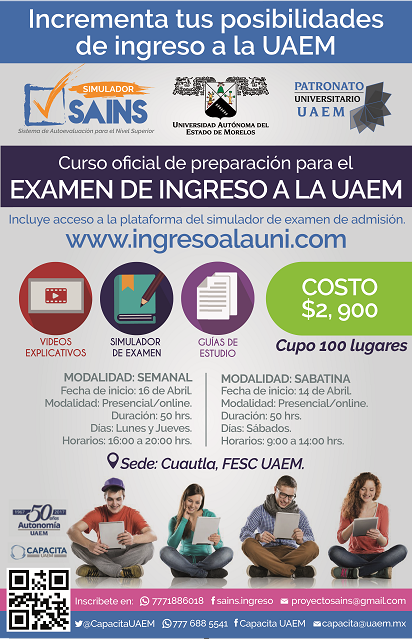 Incrementa tus posibilidades
de ingreso a la UAEM
SIMULADOR
SAINS
Sistema de Autoevaluación para el Nivel Superior
UNIVERSIDAD AUTÓNOMA DEL
ESTADO DE MORELOS
PATRONATO
UNIVERSITARIO
UAEM
Curso oficial de preparación para el
EXAMEN DE INGRESO A LA UAEM
Incluye acceso a la plataforma del simulador de examen de admisión.
www.ingresoalauni.com
VIDEOS
EXPLICATIVOS
SIMULADOR
DE EXAMEN
GUÍAS DE
ESTUDIO
COSTO
$2, 900
Cupo 100 lugares
MODALIDAD: SEMANAL
Fecha de inicio: 16 de Abril.
Modalidad: Presencial/online.
Duración: 50 hrs.
Días: Lunes y Jueves.
Horarios: 16:00 a 20:00 hrs.
MODALIDAD: SABATINA
Fecha de inicio: 14 de Abril.
Modalidad: Presencial/online.
Duración: 50 hrs.
Días: Sábados.
Horarios: 9:00 a 14:00 hrs.
Sede: Cuautla, FESC UAEM.
1967 50 años 2017
Autonomía
UAEM
CAPACITA
UAEM
Inscríbete en: 7771886018 sains.ingreso proyectosains@gmail.com
@CapacitaUAEM 777 688 5541 Capacita UAEM capacita@uaem.mx